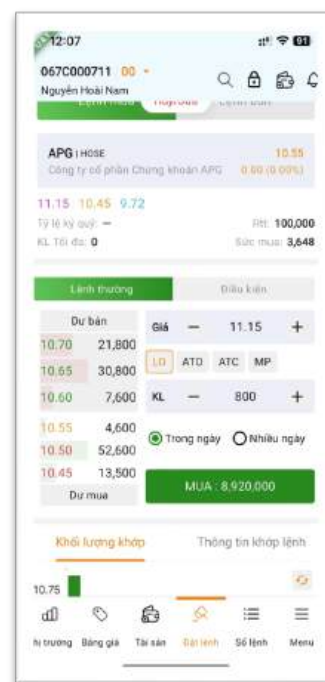 12:07 91
067C000711 00
Nguyễn Hoài Nam
APG | HOSE 10.55
Công ty cổ phần Chứng khoán APG 0.00 (0.00%)
11.15 10.45 9.72
Tỷ lệ ký quỹ: — Rtt: 100,000
KL Tối đa: 0 Sức mua: 3,648
Lệnh thường Điều kiện
Dư bán
10.70 21,800
10.65 30,800
10.60 7,600
10.55 4,600
10.50 52,600
10.45 13,500
Dư mua
Giá — 11.15 +
LO ATO ATC MP
KL — 800 +
Trong ngày Nhiều ngày
MUA : 8,920,000
Khối lượng khớp Thông tin khớp lệnh
10.75
hị trường Bảng giá Tài sản Đặt lệnh Sổ lệnh Menu